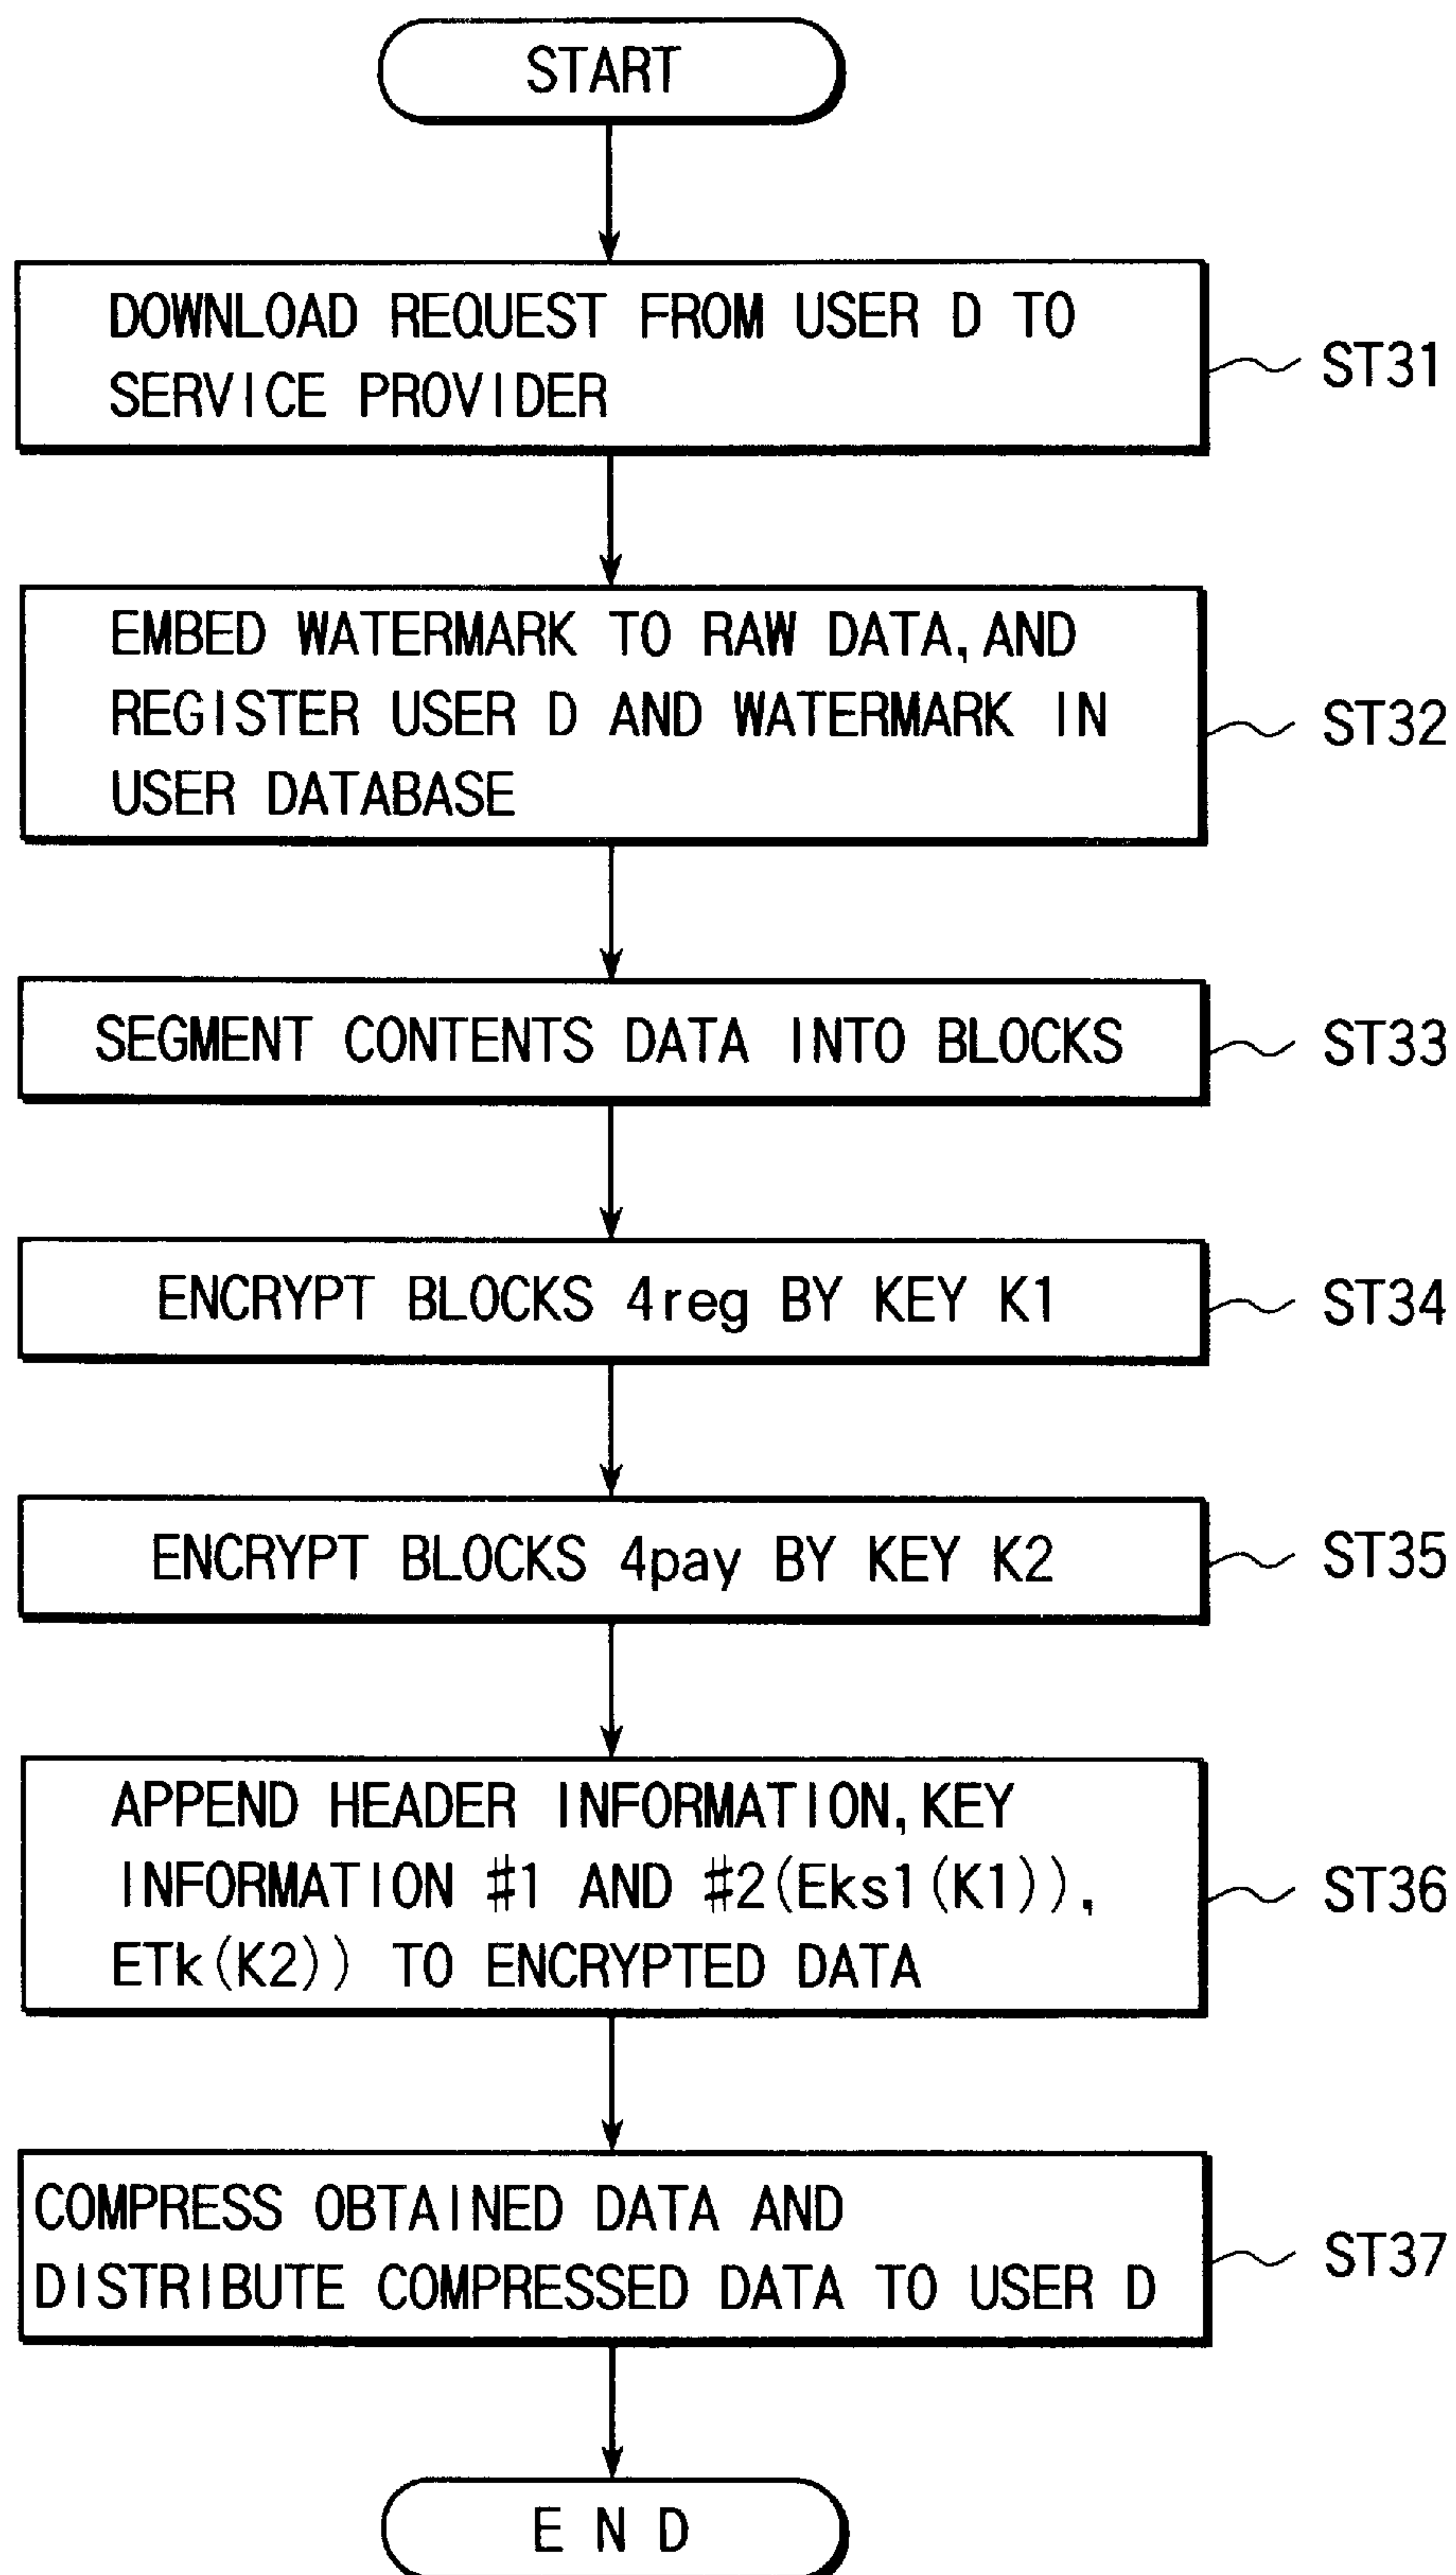 START
DOWNLOAD REQUEST FROM USER D TO
SERVICE PROVIDER
ST31
EMBED WATERMARK TO RAW DATA, AND
REGISTER USER D AND WATERMARK IN
USER DATABASE
ST32
SEGMENT CONTENTS DATA INTO BLOCKS
ST33
ENCRYPT BLOCKS 4reg BY KEY K1
ST34
ENCRYPT BLOCKS 4pay BY KEY K2
ST35
APPEND HEADER INFORMATION, KEY
INFORMATION #1 AND #2(Eks1(K1)),
ETk(K2)) TO ENCRYPTED DATA
ST36
COMPRESS OBTAINED DATA AND
DISTRIBUTE COMPRESSED DATA TO USER D
ST37
E N D